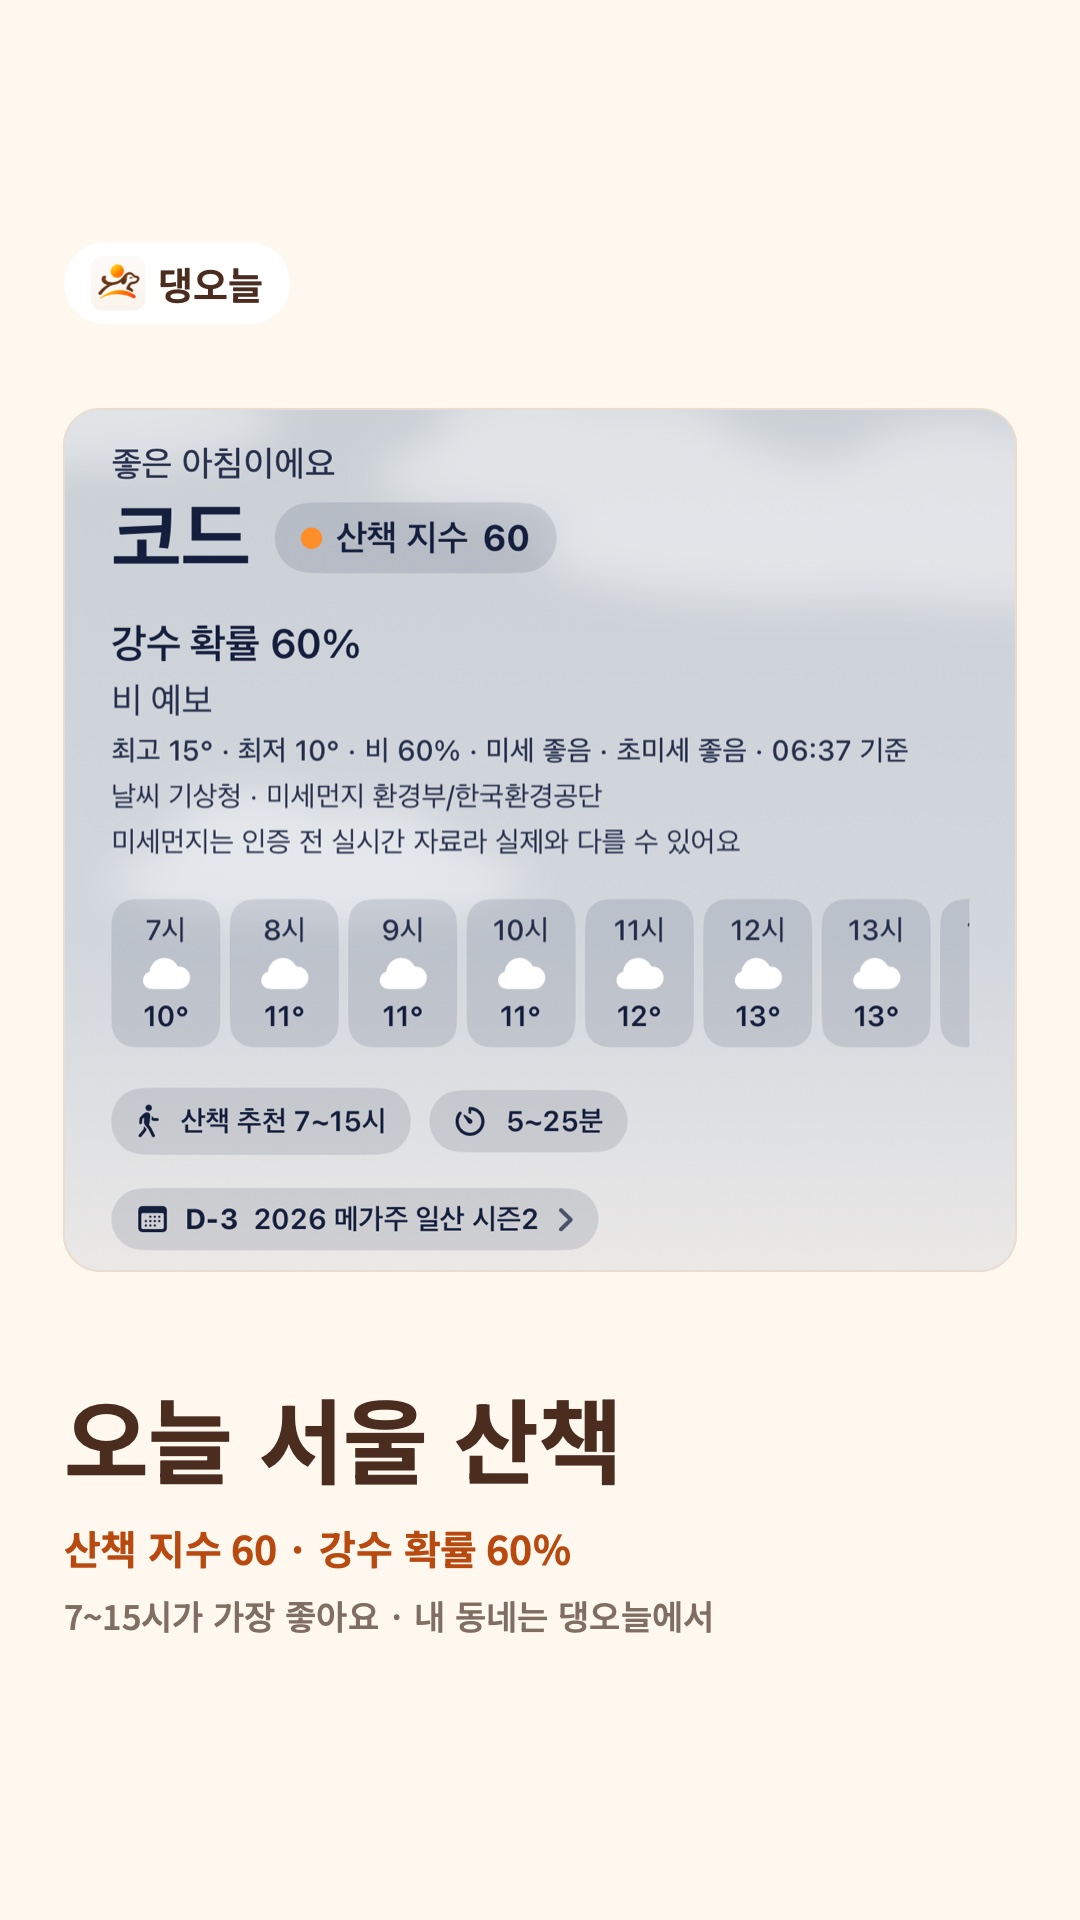 댕오늘
좋은 아침이에요
코드
산책 지수 60
강수 확률 60%
비 예보
최고 15° · 최저 10° · 비 60% · 미세 좋음 · 초미세 좋음 · 06:37 기준
날씨 기상청 · 미세먼지 환경부/한국환경공단
미세먼지는 인증 전 실시간 자료라 실제와 다를 수 있어요
7시 8시 9시 10시 11시 12시 13시
10° 11° 11° 11° 12° 13° 13°
산책 추천 7~15시 5~25분
D-3 2026 메가주 일산 시즌2
오늘 서울 산책
산책 지수 60 · 강수 확률 60%
7~15시가 가장 좋아요 · 내 동네는 댕오늘에서